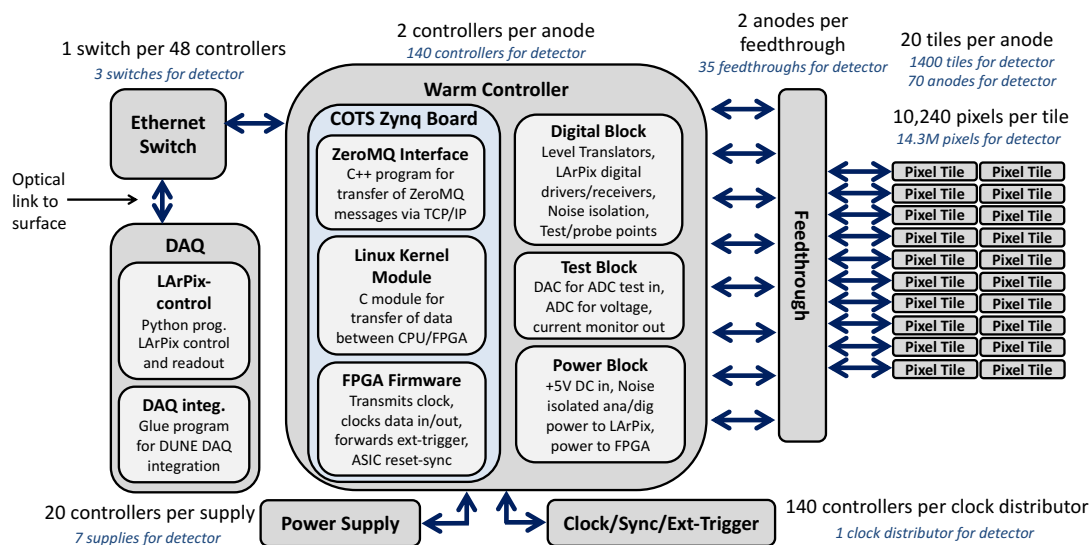 1 switch per 48 controllers
3 switches for detector
Ethernet
Switch
Optical
link to
surface
DAQ
LArPix-
control
Python prog.
LArPix control
and readout
DAQ integ.
Glue program
for DUNE DAQ
integration
2 controllers per anode
140 controllers for detector
Warm Controller
COTS Zynq Board
ZeroMQ Interface
C++ program for
transfer of ZeroMQ
messages via TCP/IP
Linux Kernel
Module
C module for
transfer of data
between CPU/FPGA
FPGA Firmware
Transmits clock,
clocks data in/out,
forwards ext-trigger,
ASIC reset-sync
Digital Block
Level Translators,
LArPix digital
drivers/receivers,
Noise isolation,
Test/probe points
Test Block
DAC for ADC test in,
ADC for voltage,
current monitor out
Power Block
+5V DC in, Noise
isolated ana/dig
power to LArPix,
power to FPGA
2 anodes per
feedthrough
35 feedthroughs for detector
Feedthrough
20 tiles per anode
1400 tiles for detector
70 anodes for detector
10,240 pixels per tile
14.3M pixels for detector
Pixel Tile Pixel Tile
Pixel Tile Pixel Tile
Pixel Tile Pixel Tile
Pixel Tile Pixel Tile
Pixel Tile Pixel Tile
Pixel Tile Pixel Tile
Pixel Tile Pixel Tile
Pixel Tile Pixel Tile
Pixel Tile Pixel Tile
Pixel Tile Pixel Tile
20 controllers per supply
7 supplies for detector
Power Supply
Clock/Sync/Ext-Trigger
140 controllers per clock distributor
1 clock distributor for detector